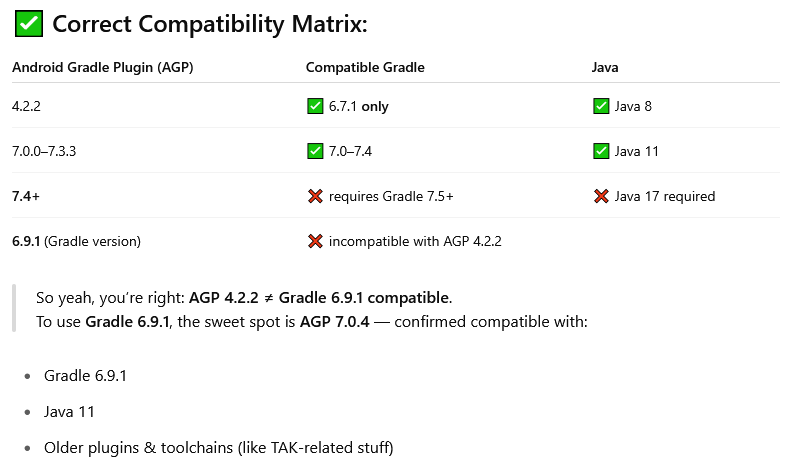 ✅ Correct Compatibility Matrix:
Android Gradle Plugin (AGP) Compatible Gradle Java
4.2.2 ✅ 6.7.1 only ✅ Java 8
7.0.0–7.3.3 ✅ 7.0–7.4 ✅ Java 11
7.4+ ❌ requires Gradle 7.5+ ❌ Java 17 required
6.9.1 (Gradle version) ❌ incompatible with AGP 4.2.2
So yeah, you’re right: AGP 4.2.2 ≠ Gradle 6.9.1 compatible.
To use Gradle 6.9.1, the sweet spot is AGP 7.0.4 — confirmed compatible with:
• Gradle 6.9.1
• Java 11
• Older plugins & toolchains (like TAK-related stuff)